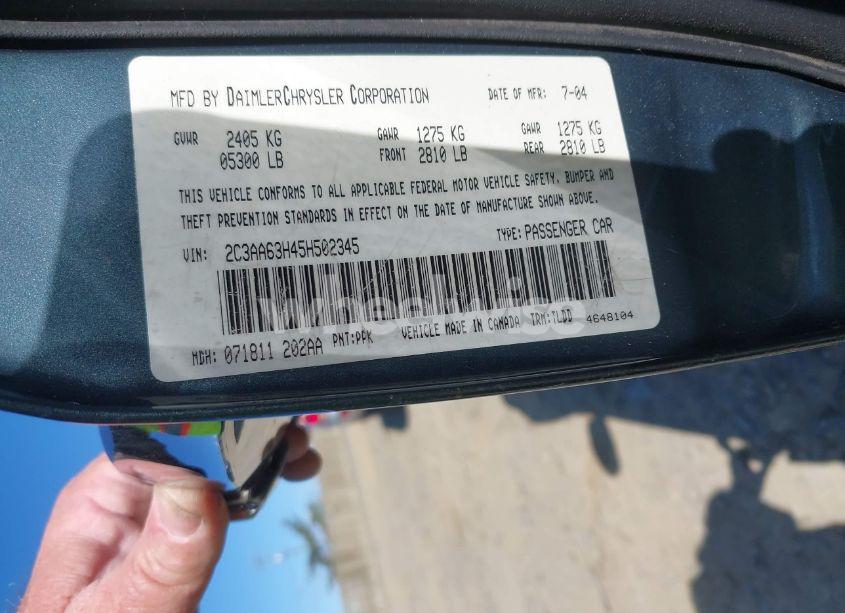 MFD BY DAIMLERCHRYSLER CORPORATION DATE OF MFR: 7-04
GVWR 2405 KG GAWR 1275 KG GAWR 1275 KG
05300 LB FRONT 2810 LB REAR 2810 LB
THIS VEHICLE CONFORMS TO ALL APPLICABLE FEDERAL MOTOR VEHICLE SAFETY, BUMPER AND
THEFT PREVENTION STANDARDS IN EFFECT ON THE DATE OF MANUFACTURE SHOWN ABOVE.
VIN: 2C3AA63H45H502345 TYPE: PASSENGER CAR
wheelwise
MDH: 071811 202AA PNT: PPK VEHICLE MADE IN CANADA TRM: TLDD 4648104